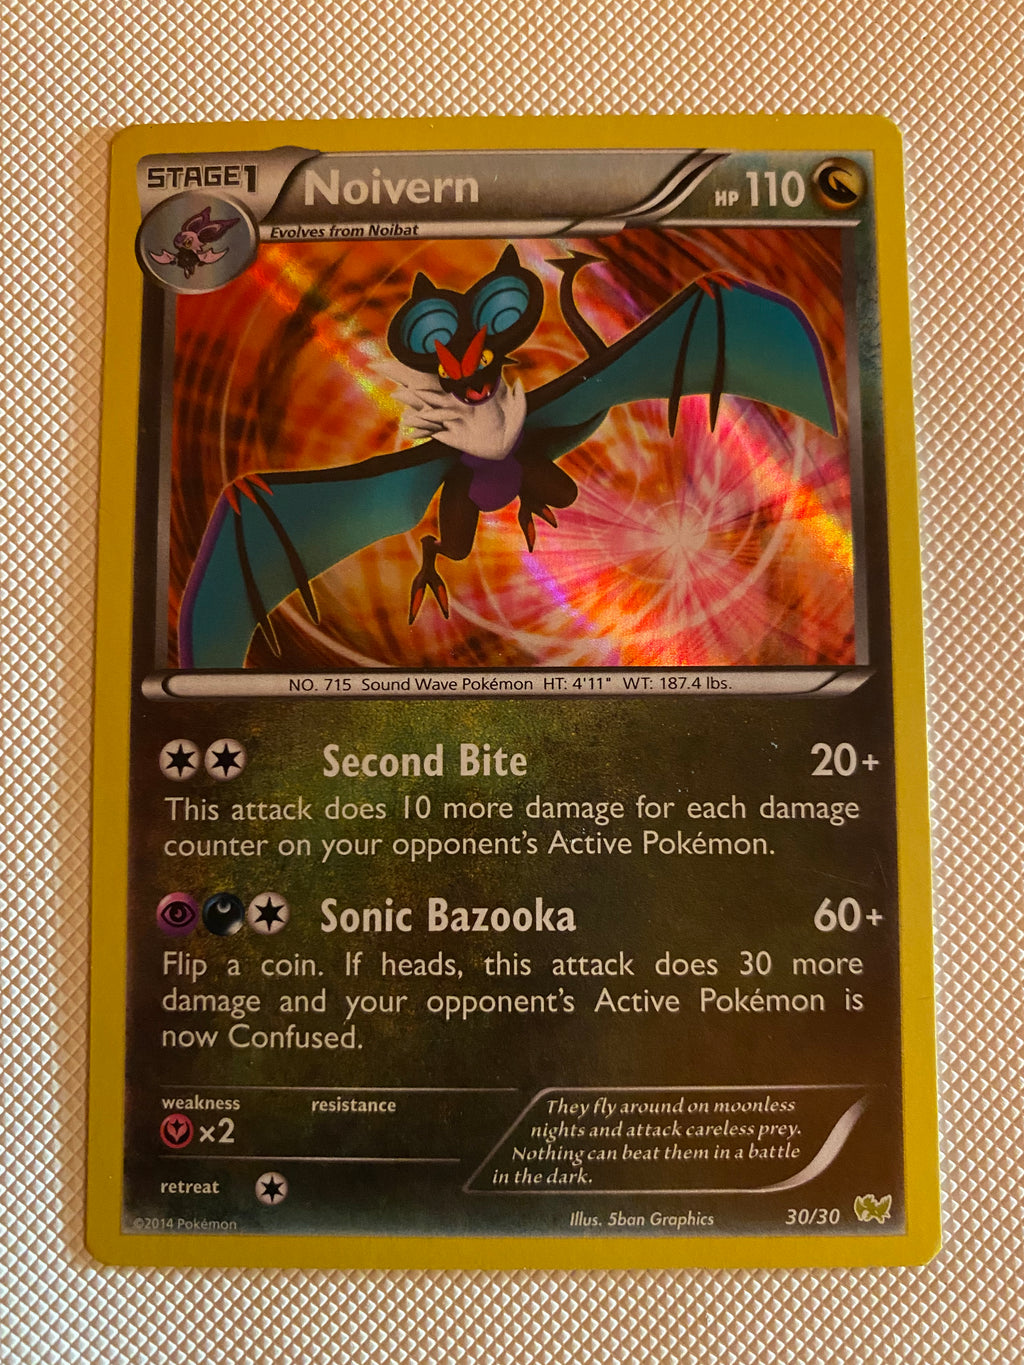 STAGE1 Noivern HP 110
Evolves from Noibat
NO. 715 Sound Wave Pokémon HT: 4'11" WT: 187.4 lbs.
Second Bite 20+
This attack does 10 more damage for each damage
counter on your opponent's Active Pokémon.
Sonic Bazooka 60+
Flip a coin. If heads, this attack does 30 more
damage and your opponent's Active Pokémon is
now Confused.
weakness resistance
×2
retreat
They fly around on moonless
nights and attack careless prey.
Nothing can beat them in a battle
in the dark.
©2014 Pokémon Illus. 5ban Graphics 30/30